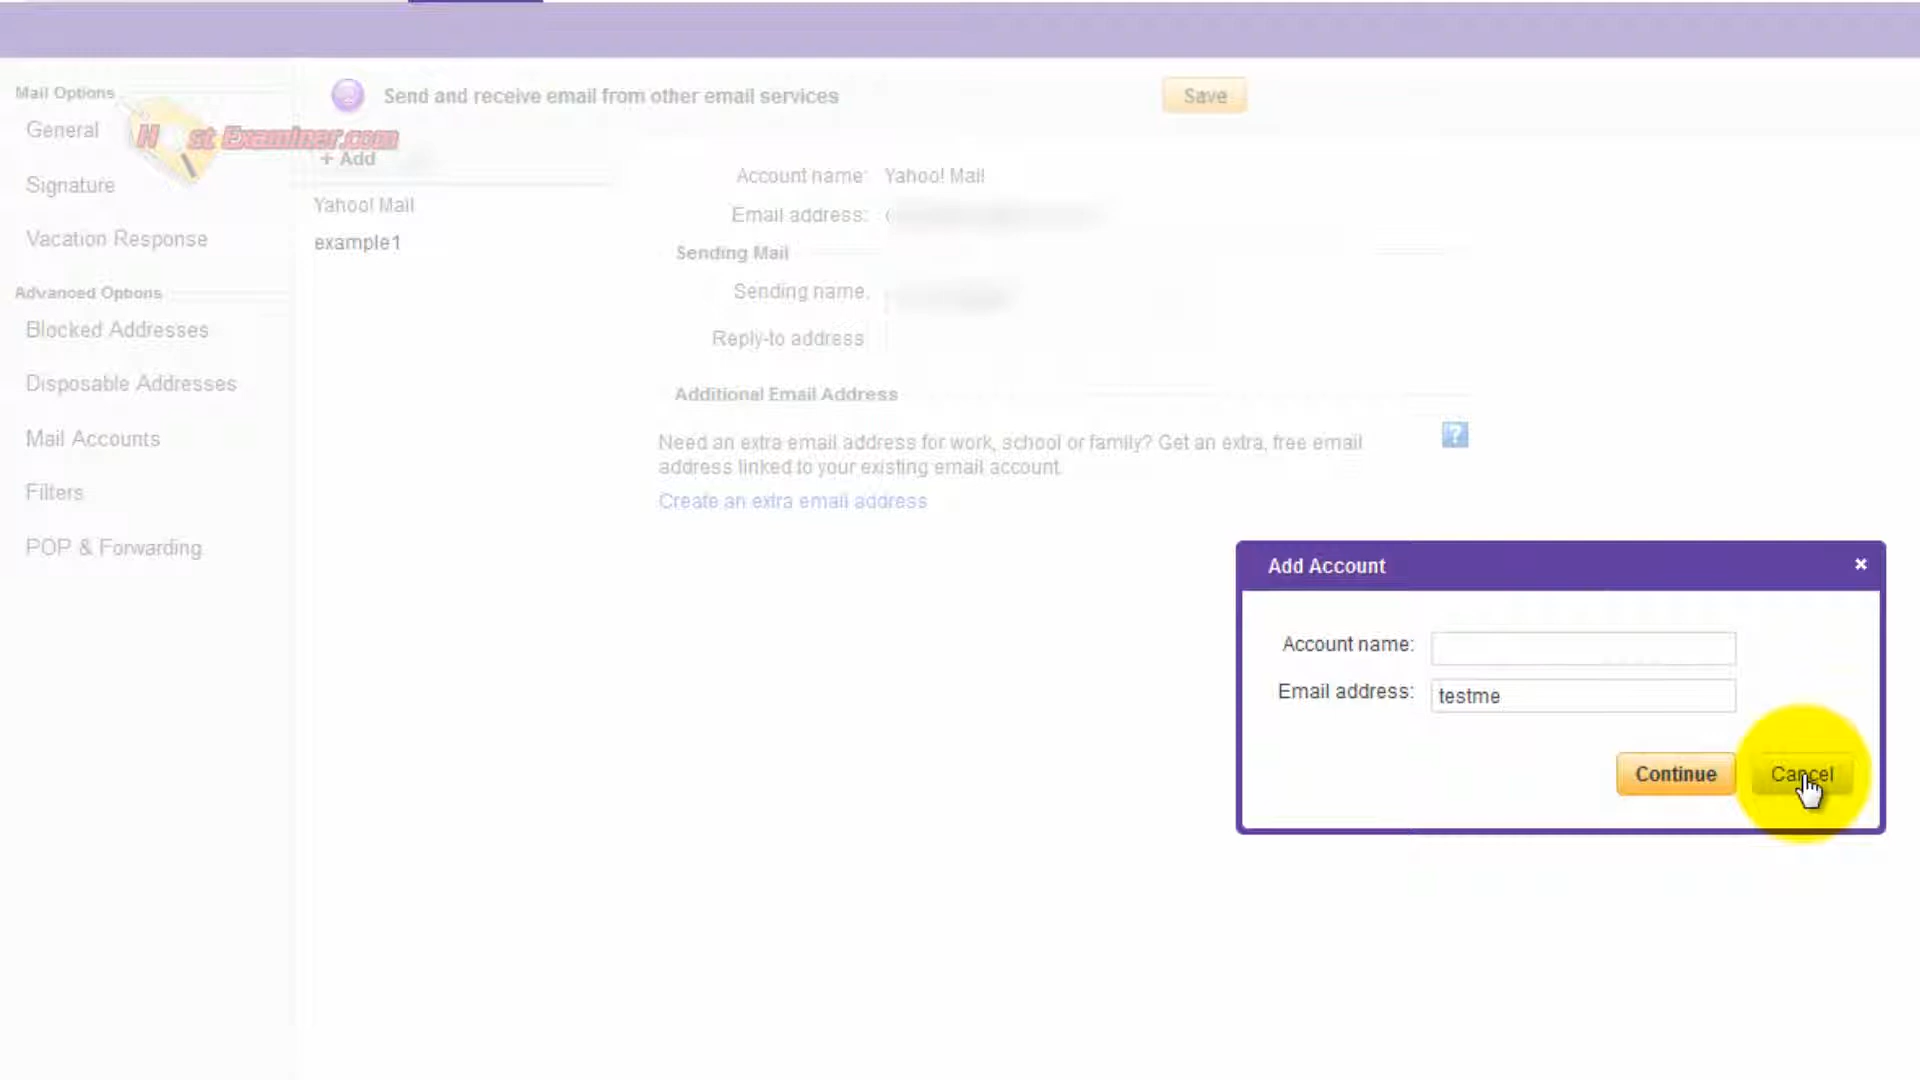 Mail Options
General
Signature
Vacation Response
Advanced Options
Blocked Addresses
Disposable Addresses
Mail Accounts
Filters
POP & Forwarding
H st Examiner.com
Send and receive email from other email services
Save
+ Add
Yahoo! Mail
example1
Account name: Yahoo! Mail
Email address:
Sending Mail
Sending name:
Reply-to address
Additional Email Address
Need an extra email address for work, school or family? Get an extra, free email
address linked to your existing email account
?
Create an extra email address
Add Account
Account name:
Email address: testme
Continue
Cancel